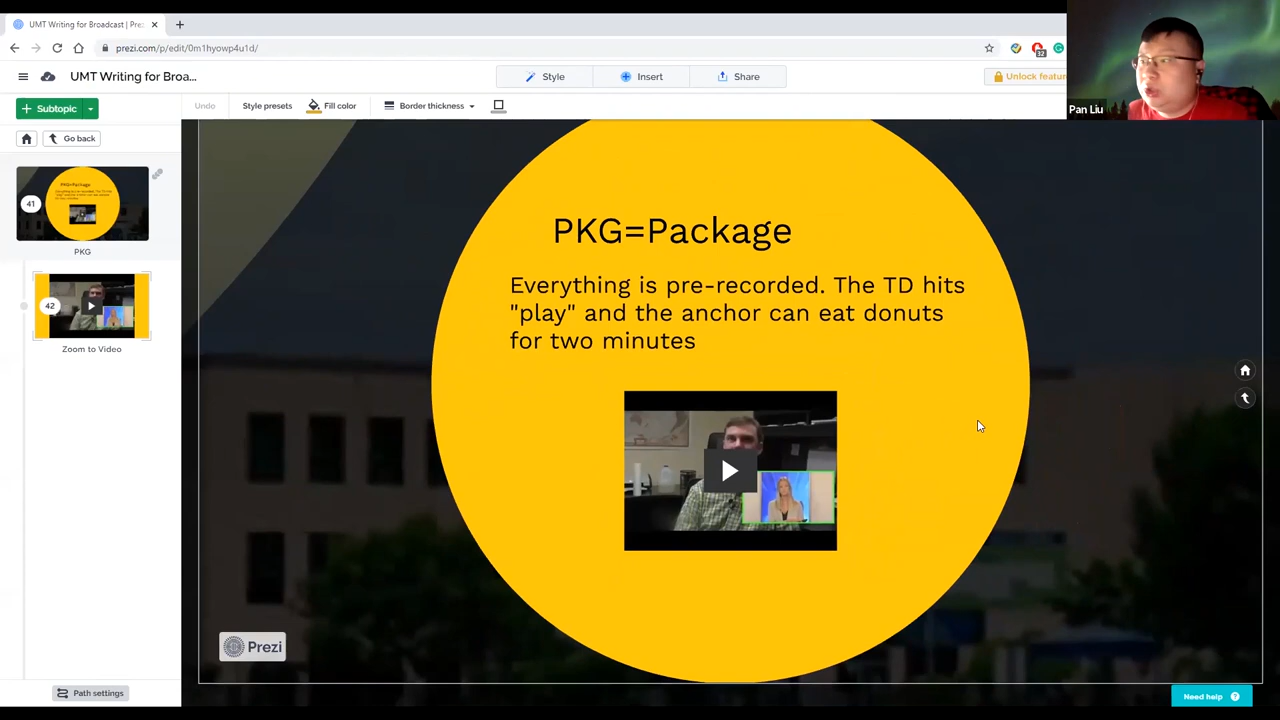 UMT Writing for Broadcast | Prez
prezi.com/p/edit/0m1hyowp4u1d/
32
UMT Writing for Broa...
Style
Insert
Share
Unlock featur
Pan Liu
Subtopic
Undo
Style presets
Fill color
Border thickness
Go back
41
PKG
42
Zoom to Video
PKG=Package
Everything is pre-recorded. The TD hits
"play" and the anchor can eat donuts
for two minutes
Prezi
Path settings
Need help